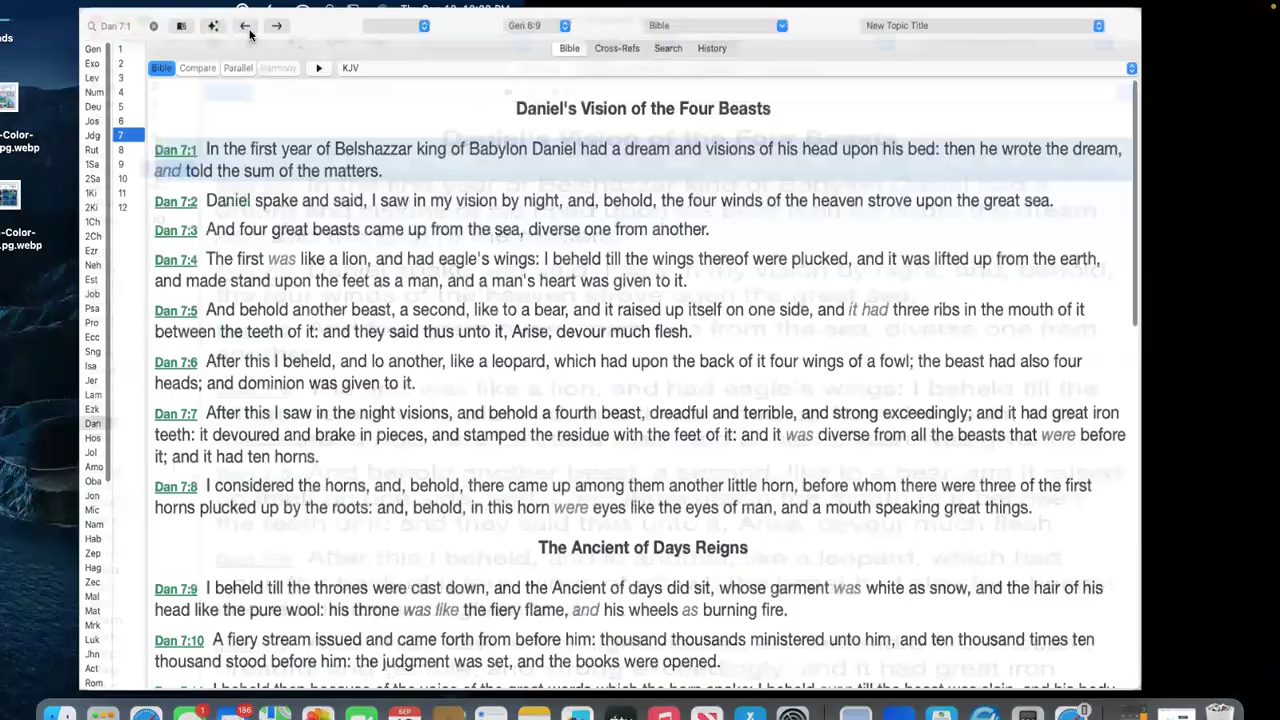 ads
-Color-
pg.webp
-Color-
.pg.webp
Dan 7:1
Gen 6:9
Bible
New Topic Title
Bible Cross-Refs Search History
Bible Compare Parallel Harmony KJV
Gen 1
Exo 2
Lev 3
Num 4
Deu 5
Jos 6
Jdg 7
Rut 8
1Sa 9
2Sa 10
1Ki 11
2Ki 12
1Ch
2Ch
Ezr
Neh
Est
Job
Psa
Pro
Ecc
Sng
Isa
Jer
Lam
Ezk
Dan
Hos
Jol
Amo
Oba
Jon
Mic
Nam
Hab
Zep
Hag
Zec
Mal
Mat
Mrk
Luk
Jhn
Act
Rom
Daniel's Vision of the Four Beasts
Dan 7:1 In the first year of Belshazzar king of Babylon Daniel had a dream and visions of his head upon his bed: then he wrote the dream,
and told the sum of the matters.
Dan 7:2 Daniel spake and said, I saw in my vision by night, and, behold, the four winds of the heaven strove upon the great sea.
Dan 7:3 And four great beasts came up from the sea, diverse one from another.
Dan 7:4 The first was like a lion, and had eagle's wings: I beheld till the wings thereof were plucked, and it was lifted up from the earth,
and made stand upon the feet as a man, and a man's heart was given to it.
Dan 7:5 And behold another beast, a second, like to a bear, and it raised up itself on one side, and it had three ribs in the mouth of it
between the teeth of it: and they said thus unto it, Arise, devour much flesh.
Dan 7:6 After this I beheld, and lo another, like a leopard, which had upon the back of it four wings of a fowl; the beast had also four
heads; and dominion was given to it.
Dan 7:7 After this I saw in the night visions, and behold a fourth beast, dreadful and terrible, and strong exceedingly; and it had great iron
teeth: it devoured and brake in pieces, and stamped the residue with the feet of it: and it was diverse from all the beasts that were before
it; and it had ten horns.
Dan 7:8 I considered the horns, and, behold, there came up among them another little horn, before whom there were three of the first
horns plucked up by the roots: and, behold, in this horn were eyes like the eyes of man, and a mouth speaking great things.
The Ancient of Days Reigns
Dan 7:9 I beheld till the thrones were cast down, and the Ancient of days did sit, whose garment was white as snow, and the hair of his
head like the pure wool: his throne was like the fiery flame, and his wheels as burning fire.
Dan 7:10 A fiery stream issued and came forth from before him: thousand thousands ministered unto him, and ten thousand times ten
thousand stood before him: the judgment was set, and the books were opened.
1
186
SEP